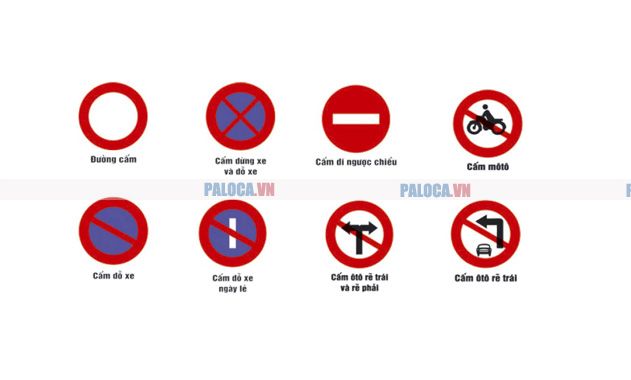 Đường cấm
Cấm dừng xe
và đỗ xe
Cấm đi ngược chiều
Cấm môtô
PALOCA.VN
PALOCA.VN
Cấm đỗ xe
Cấm đỗ xe
ngày lẻ
Cấm ôtô rẽ trái
và rẽ phải
Cấm ôtô rẽ trái